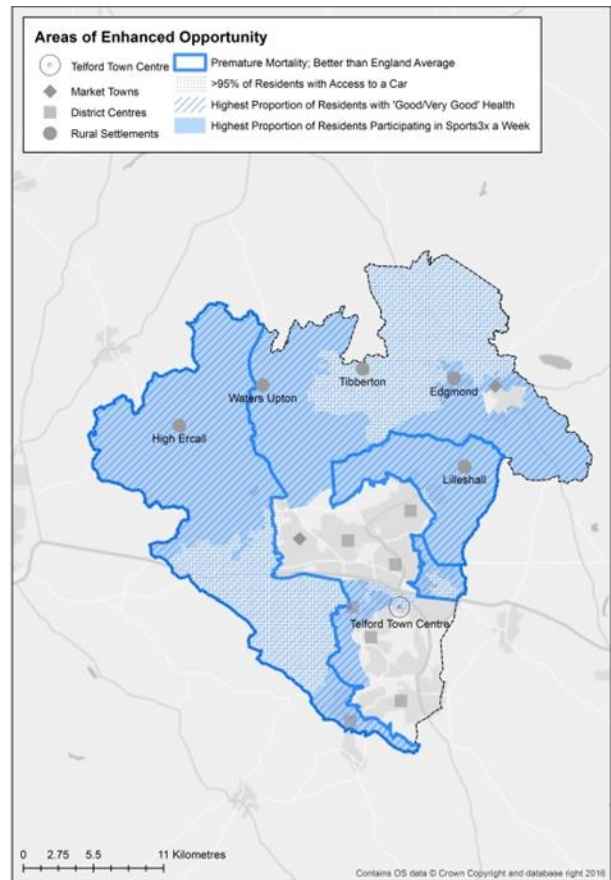 Areas of Enhanced Opportunity
Telford Town Centre
Market Towns
District Centres
Rural Settlements
Premature Mortality; Better than England Average
>95% of Residents with Access to a Car
Highest Proportion of Residents with 'Good/Very Good' Health
Highest Proportion of Residents Participating in Sports3x a Week
Tibberton
Edgmond
Waters Upton
High Ercall
Lilleshall
Telford Town Centre
0 2.75 5.5 11 Kilometres
Contains OS data © Crown Copyright and database right 2016